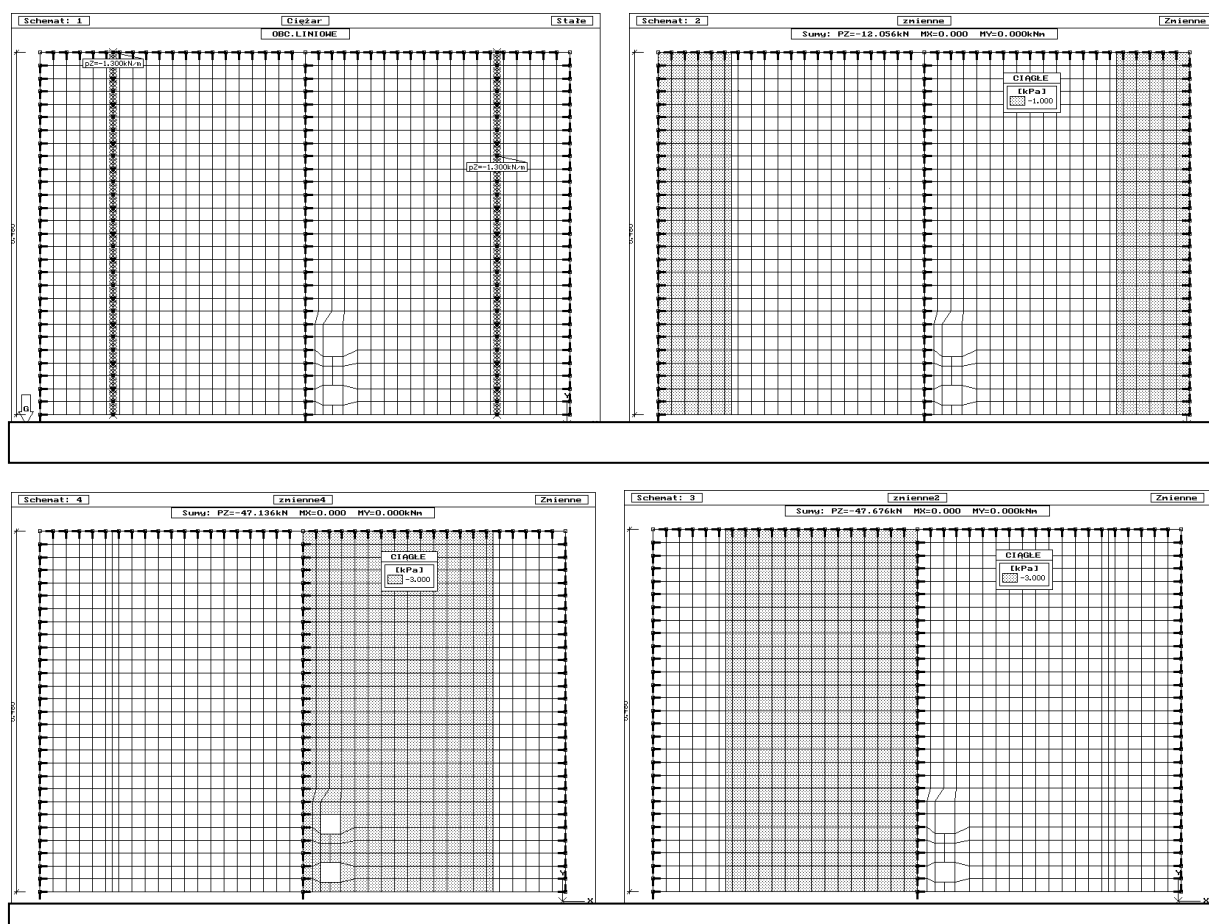 Schemat: 1
Ciężar
Stałe
OBC.LINIOWE
pZ=-1.300kN/m
pZ=-1.300kN/m
G
Schemat: 2
zmienne
Zmienne
Sumy: PZ=-12.056kN MX=0.000 MY=0.000kNm
CIĄGŁE
[kPa]
-1.000
Schemat: 4
zmienne4
Zmienne
Sumy: PZ=-47.136kN MX=0.000 MY=0.000kNm
CIĄGŁE
[kPa]
-3.000
X
Schemat: 3
zmienne2
Zmienne
Sumy: PZ=-47.676kN MX=0.000 MY=0.000kNm
CIĄGŁE
[kPa]
-3.000
X